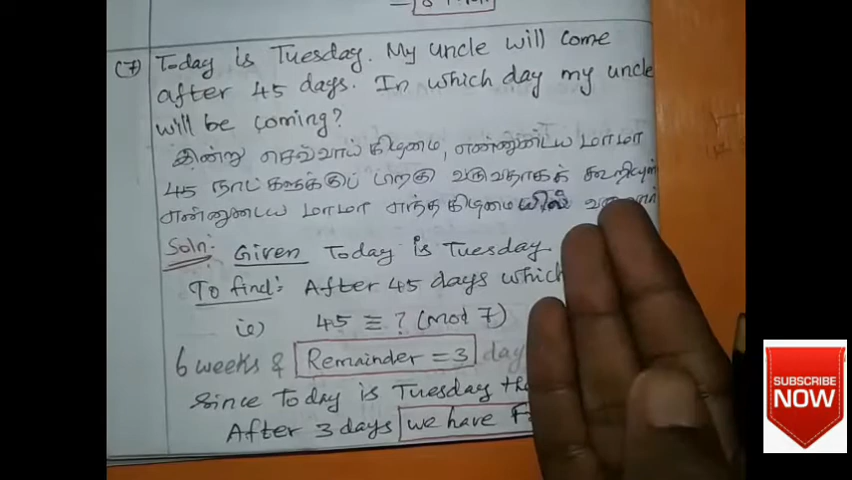 (7) Today is Tuesday. My uncle will come
after 45 days. In which day my uncle
will be coming?
இன்று செவ்வாய் கிழமை, என்னுடைய மாமா
45 நாட்களுக்குப் பிறகு வருவதாகக் கூறியுள்
என்னுடைய மாமா எந்த கிழமையில்
Soln: Given Today is Tuesday.
To find: After 45 days which
ie) 45 ≡ ? (mod 7)
6 weeks & Remainder = 3 day
Since Today is Tuesday
After 3 days we have
SUBSCRIBE
NOW